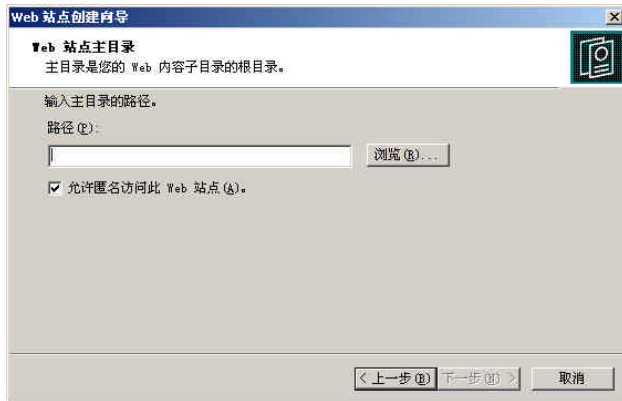 Web 站点创建向导
Web 站点主目录
主目录是您的 Web 内容子目录的根目录。
输入主目录的路径。
路径(P):
浏览(R)...
允许匿名访问此 Web 站点(A)。
< 上一步(B) 下一步(N) > 取消